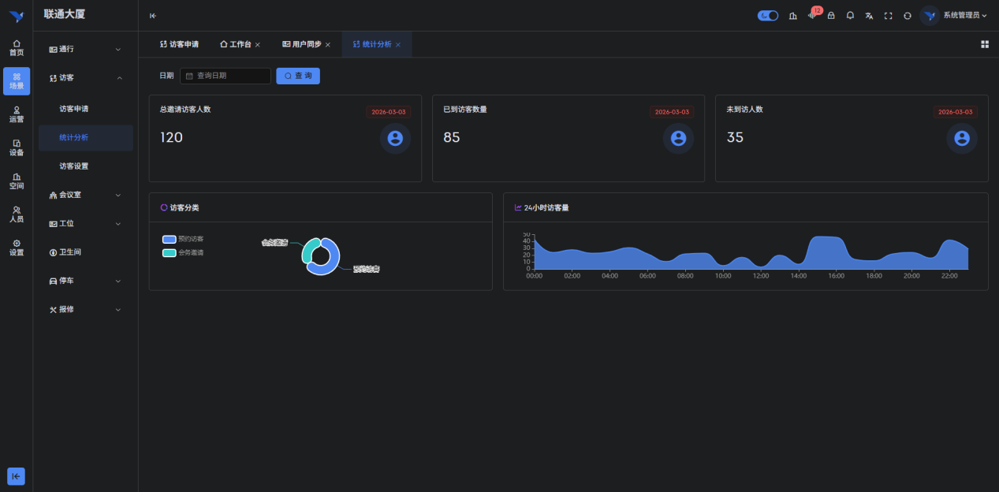 联通大厦
12
系统管理员
首页
场景
运营
设备
空间
人员
设置
通行
访客
访客申请
统计分析
访客设置
会议室
工位
卫生间
停车
报修
访客申请
工作台
用户同步
统计分析
日期
查询日期
查 询
总邀请访客人数
2026-03-03
120
已到访客数量
2026-03-03
85
未到访人数
2026-03-03
35
访客分类
预约访客
会务邀请
会务邀请
预约访客
24小时访客量
50
40
30
20
10
0
00:00 02:00 04:00 06:00 08:00 10:00 12:00 14:00 16:00 18:00 20:00 22:00